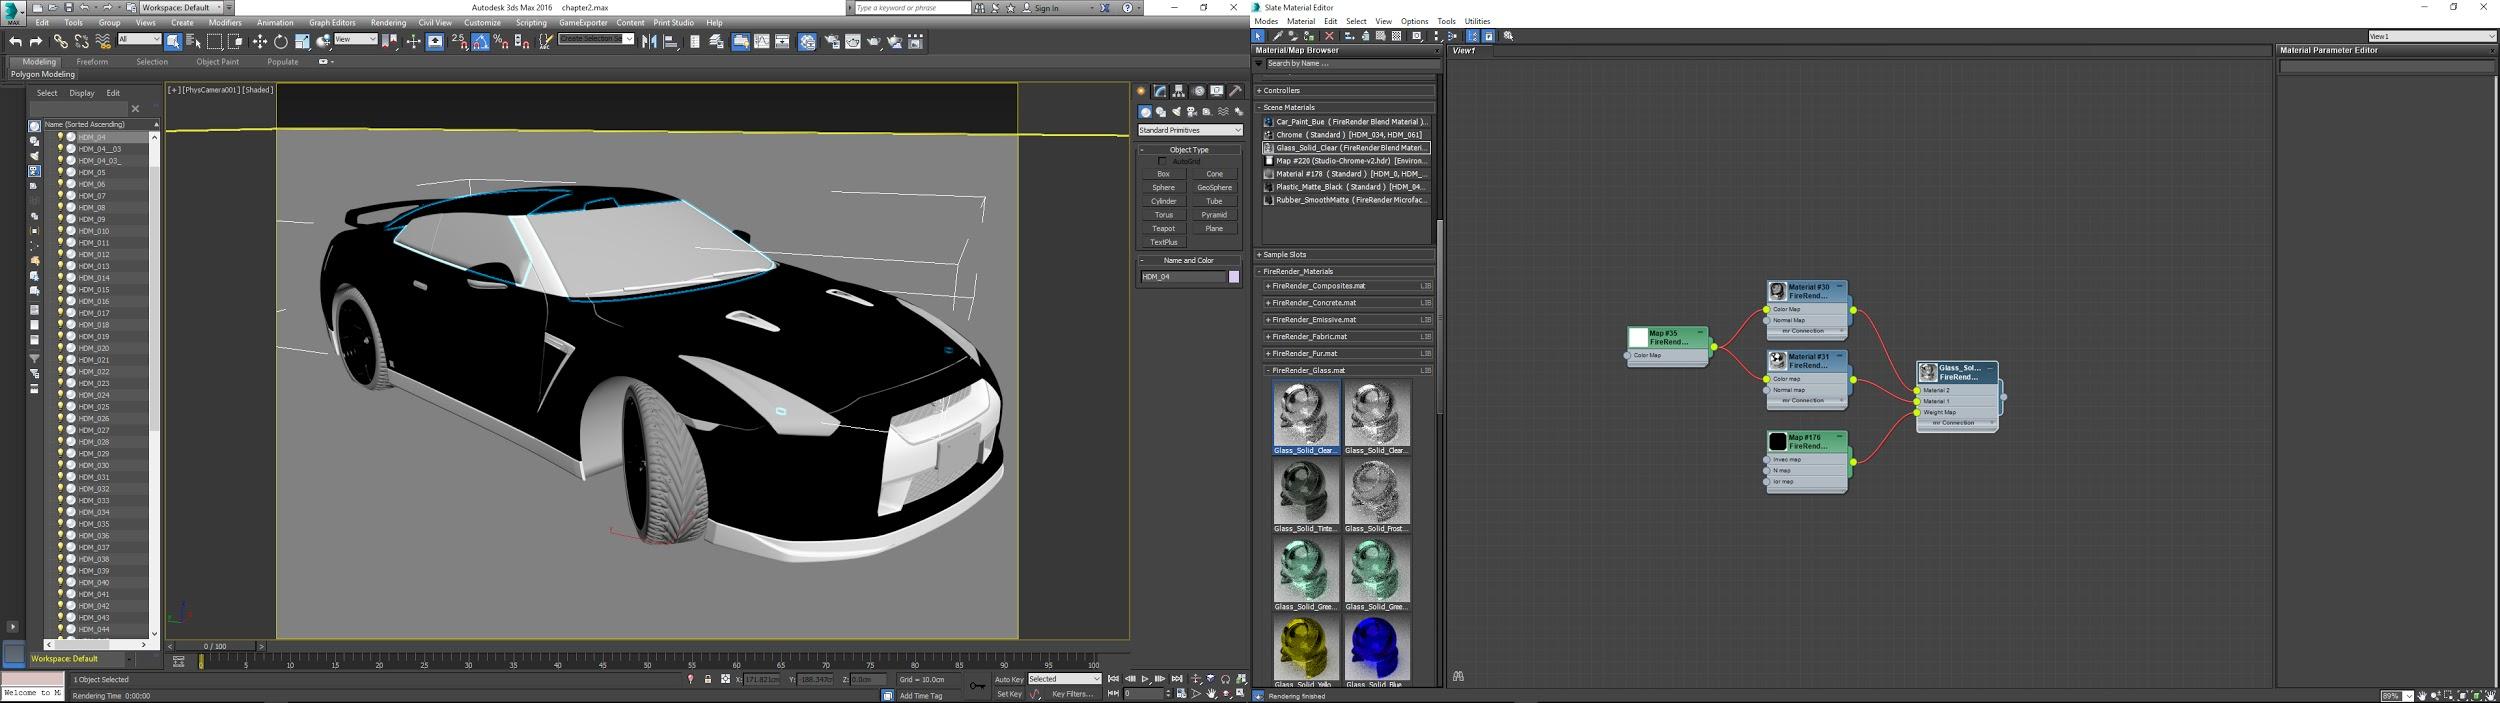 Workspace: Default
Autodesk 3ds Max 2016    chapter2.max
Type a keyword or phrase
Sign In
MAX
Edit Tools Group Views Create Modifiers Animation Graph Editors Rendering Civil View Customize Scripting GameExporter Content Print Studio Help
All
View
2.5
Create Selection Se
Modeling Freeform Selection Object Paint Populate
Polygon Modeling
Select Display Edit
Name (Sorted Ascending)
HDM_04
HDM_04__03
HDM_04_03_
HDM_05
HDM_06
HDM_07
HDM_08
HDM_09
HDM_010
HDM_011
HDM_012
HDM_013
HDM_014
HDM_015
HDM_016
HDM_017
HDM_018
HDM_019
HDM_020
HDM_021
HDM_022
HDM_023
HDM_024
HDM_025
HDM_026
HDM_027
HDM_028
HDM_029
HDM_030
HDM_031
HDM_032
HDM_033
HDM_034
HDM_035
HDM_036
HDM_037
HDM_038
HDM_039
HDM_040
HDM_041
HDM_042
HDM_043
HDM_044
Workspace: Default
[+] [PhysCamera001] [Shaded]
Standard Primitives
Object Type
AutoGrid
Box Cone
Sphere GeoSphere
Cylinder Tube
Torus Pyramid
Teapot Plane
TextPlus
Name and Color
HDM_04
0 / 100
0 5 10 15 20 25 30 35 40 45 50 55 60 65 70 75 80 85 90 95 100
1 Object Selected
X: 171.821cm Y: -188.347cm Z: 0.0cm
Grid = 10.0cm
Auto Key
Selected
Welcome to M
Rendering Time 0:00:00
Add Time Tag
Set Key
Key Filters...
0
Slate Material Editor
Modes Material Edit Select View Options Tools Utilities
View1
Material/Map Browser
Search by Name ...
+ Controllers
- Scene Materials
Car_Paint_Bue ( FireRender Blend Material )...
Chrome ( Standard ) [HDM_034, HDM_061]
Glass_Solid_Clear ( FireRender Blend Materi...
Map #220 (Studio-Chrome-v2.hdr) [Environ...
Material #178 ( Standard ) [HDM_0, HDM_...
Plastic_Matte_Black ( Standard ) [HDM_04...
Rubber_SmoothMatte ( FireRender Microfac...
+ Sample Slots
- FireRender_Materials
+ FireRender_Composites.mat LIB
+ FireRender_Concrete.mat LIB
+ FireRender_Emissive.mat LIB
+ FireRender_Fabric.mat LIB
+ FireRender_Fur.mat LIB
- FireRender_Glass.mat LIB
Glass_Solid_Clear... Glass_Solid_Clear...
Glass_Solid_Tinte... Glass_Solid_Frost...
Glass_Solid_Gree... Glass_Solid_Gree...
Glass_Solid_Yello... Glass_Solid_Blue...
Rendering finished
View1
Map #35
FireRend...
Color Map
Material #30
FireRend...
Color Map
Normal Map
mr Connection
Material #31
FireRend...
Color map
Normal map
mr Connection
Map #176
FireRend...
Invec map
N map
Ior map
Glass_Sol...
FireRend...
Material 2
Material 1
Weight Map
mr Connection
Material Parameter Editor
89%